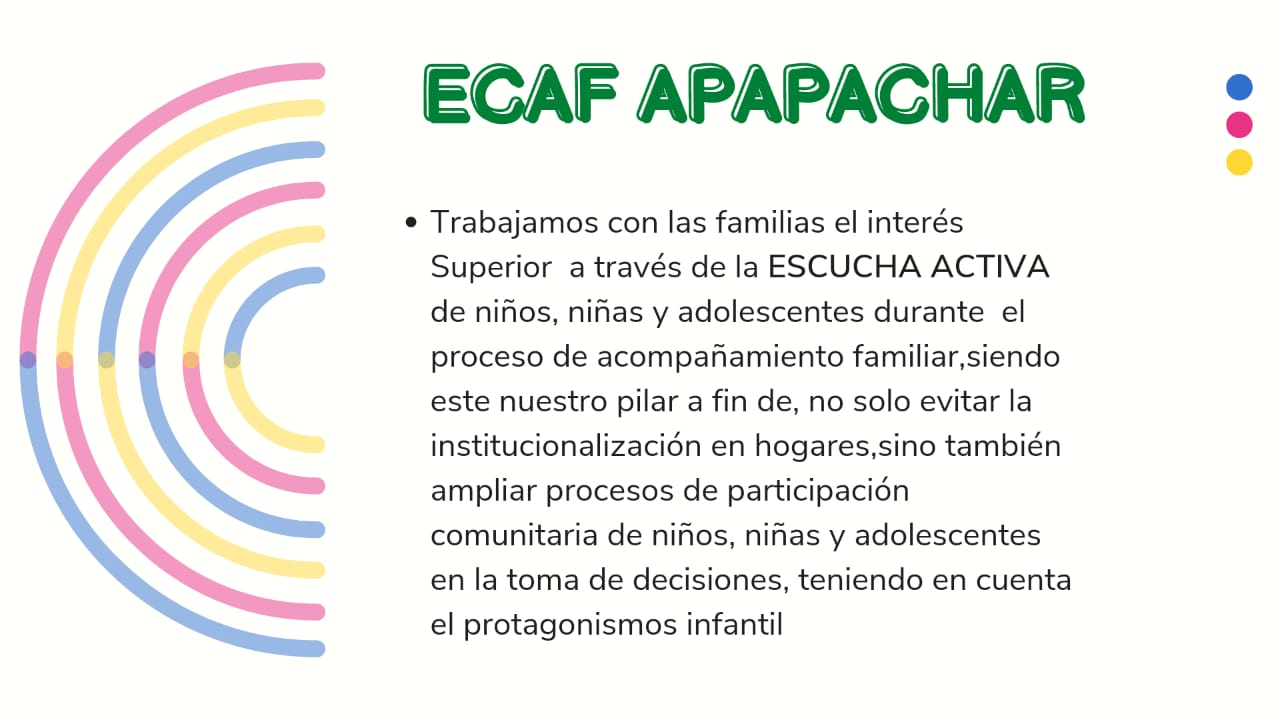 ECAF APAPACHAR
• Trabajamos con las familias el interés
Superior  a través de la ESCUCHA ACTIVA
de niños, niñas y adolescentes durante  el
proceso de acompañamiento familiar,siendo
este nuestro pilar a fin de, no solo evitar la
institucionalización en hogares,sino también
ampliar procesos de participación
comunitaria de niños, niñas y adolescentes
en la toma de decisiones, teniendo en cuenta
el protagonismos infantil